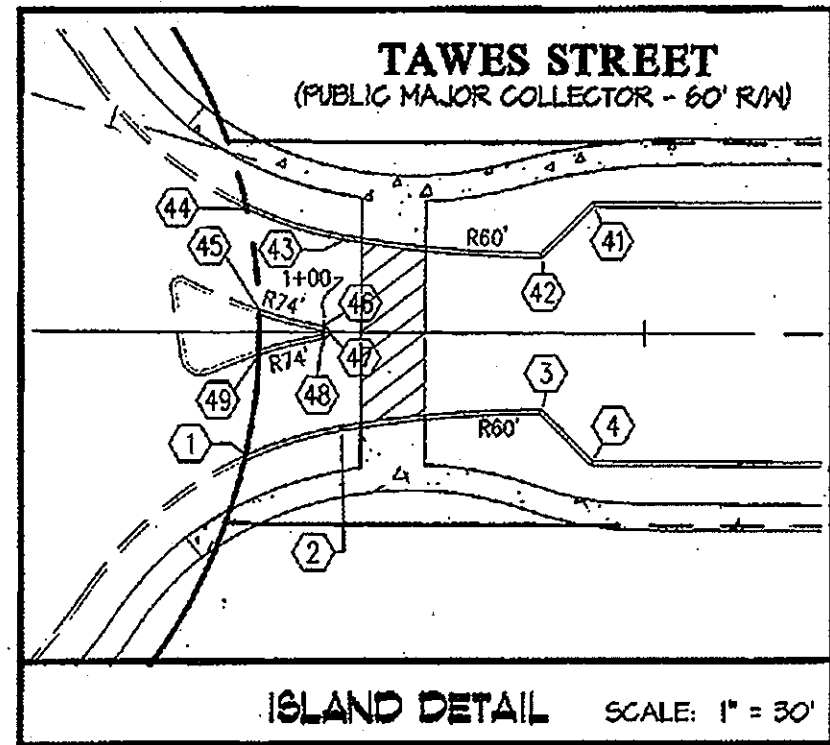 TAWES STREET
(PUBLIC MAJOR COLLECTOR - 60' R/W)
44
43
R60'
41
45
42
1+00
R74'
46
47
R74'
48
49
3
1
R60'
4
2
ISLAND DETAIL SCALE: 1" = 30'